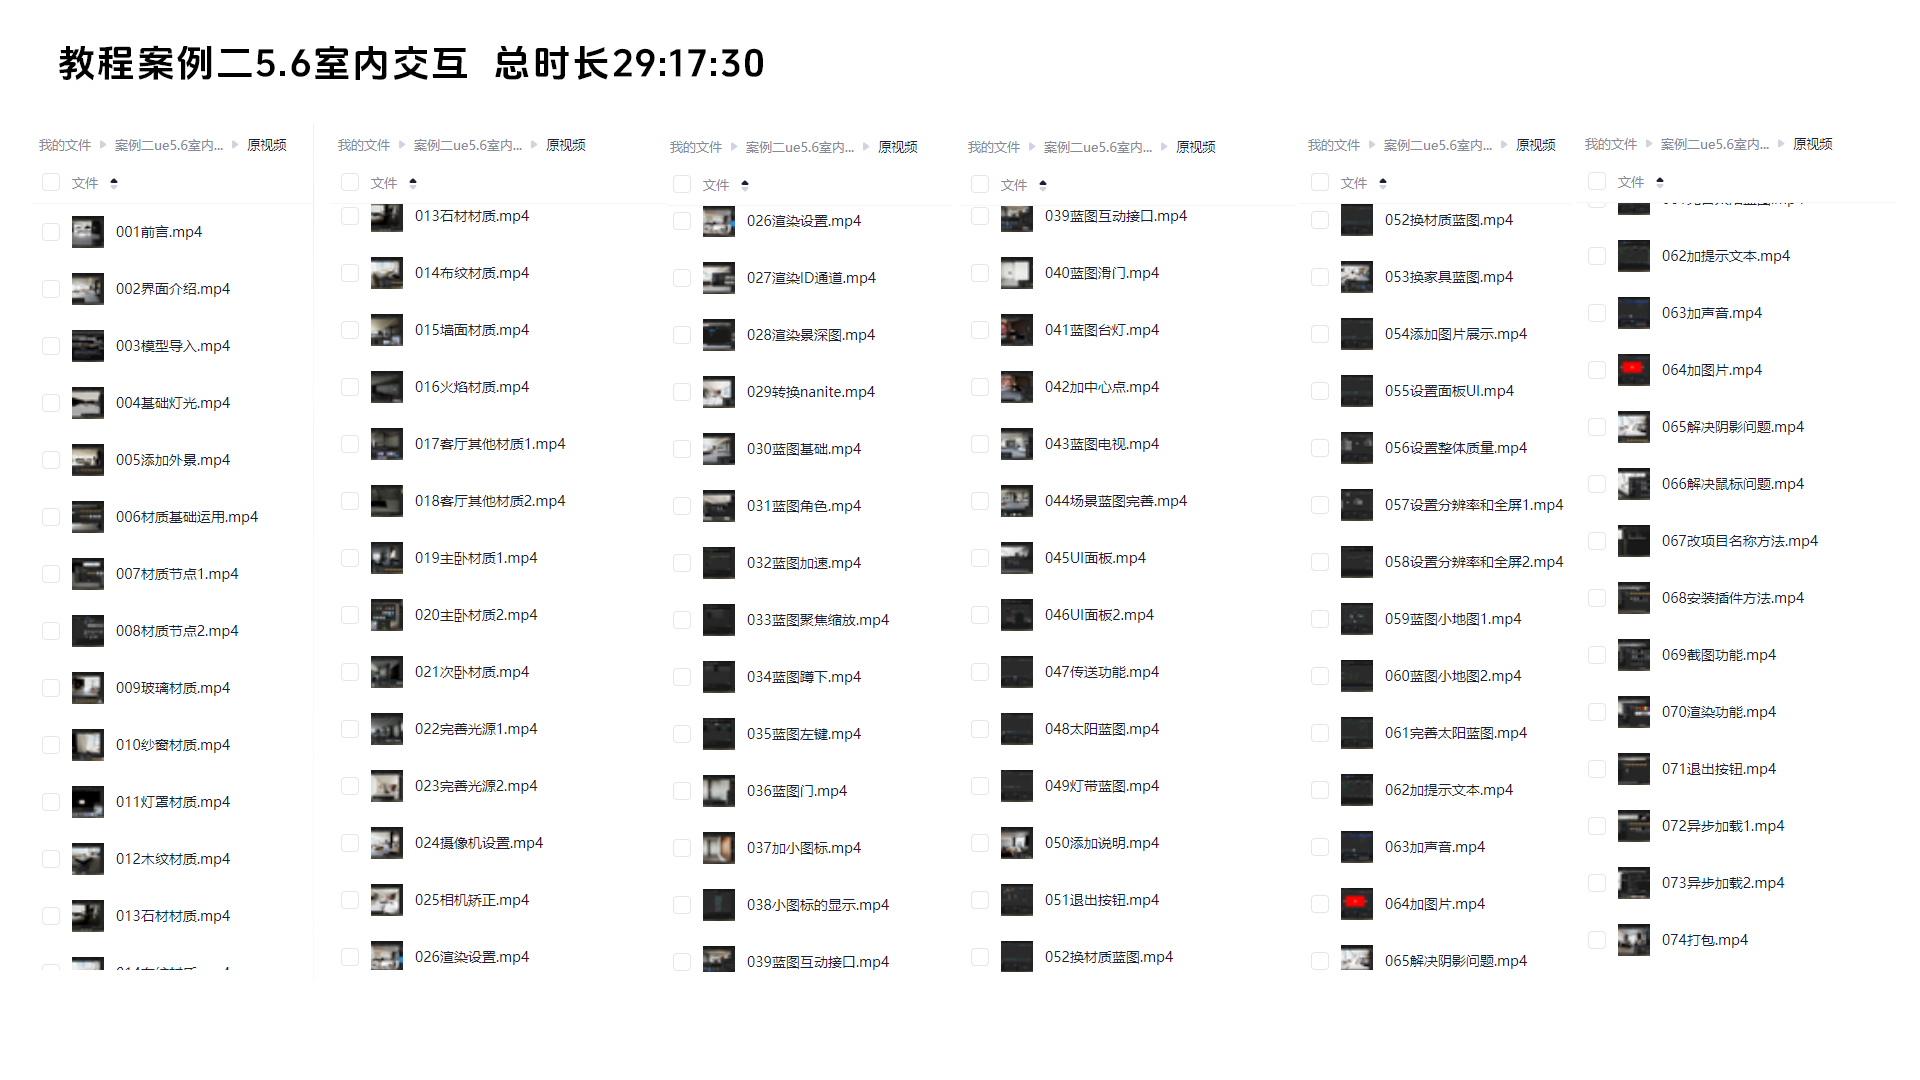 教程案例二5.6室内交互 总时长29:17:30
我的文件 案例二ue5.6室内... 原视频
文件
001前言.mp4
002界面介绍.mp4
003模型导入.mp4
004基础灯光.mp4
005添加外景.mp4
006材质基础运用.mp4
007材质节点1.mp4
008材质节点2.mp4
009玻璃材质.mp4
010纱窗材质.mp4
011灯罩材质.mp4
012木纹材质.mp4
013石材材质.mp4
014布纹材质.mp4
我的文件 案例二ue5.6室内... 原视频
文件
013石材材质.mp4
014布纹材质.mp4
015墙面材质.mp4
016火焰材质.mp4
017客厅其他材质1.mp4
018客厅其他材质2.mp4
019主卧材质1.mp4
020主卧材质2.mp4
021次卧材质.mp4
022完善光源1.mp4
023完善光源2.mp4
024摄像机设置.mp4
025相机矫正.mp4
026渲染设置.mp4
我的文件 案例二ue5.6室内... 原视频
文件
026渲染设置.mp4
027渲染ID通道.mp4
028渲染景深图.mp4
029转换nanite.mp4
030蓝图基础.mp4
031蓝图角色.mp4
032蓝图加速.mp4
033蓝图聚焦缩放.mp4
034蓝图蹲下.mp4
035蓝图左键.mp4
036蓝图门.mp4
037加小图标.mp4
038小图标的显示.mp4
039蓝图互动接口.mp4
我的文件 案例二ue5.6室内... 原视频
文件
039蓝图互动接口.mp4
040蓝图滑门.mp4
041蓝图台灯.mp4
042加中心点.mp4
043蓝图电视.mp4
044场景蓝图完善.mp4
045UI面板.mp4
046UI面板2.mp4
047传送功能.mp4
048太阳蓝图.mp4
049灯带蓝图.mp4
050添加说明.mp4
051退出按钮.mp4
052换材质蓝图.mp4
我的文件 案例二ue5.6室内... 原视频
文件
052换材质蓝图.mp4
053换家具蓝图.mp4
054添加图片展示.mp4
055设置面板UI.mp4
056设置整体质量.mp4
057设置分辨率和全屏1.mp4
058设置分辨率和全屏2.mp4
059蓝图小地图1.mp4
060蓝图小地图2.mp4
061完善太阳蓝图.mp4
062加提示文本.mp4
063加声音.mp4
064加图片.mp4
065解决阴影问题.mp4
我的文件 案例二ue5.6室内... 原视频
文件
062加提示文本.mp4
063加声音.mp4
064加图片.mp4
065解决阴影问题.mp4
066解决鼠标问题.mp4
067改项目名称方法.mp4
068安装插件方法.mp4
069截图功能.mp4
070渲染功能.mp4
071退出按钮.mp4
072异步加载1.mp4
073异步加载2.mp4
074打包.mp4